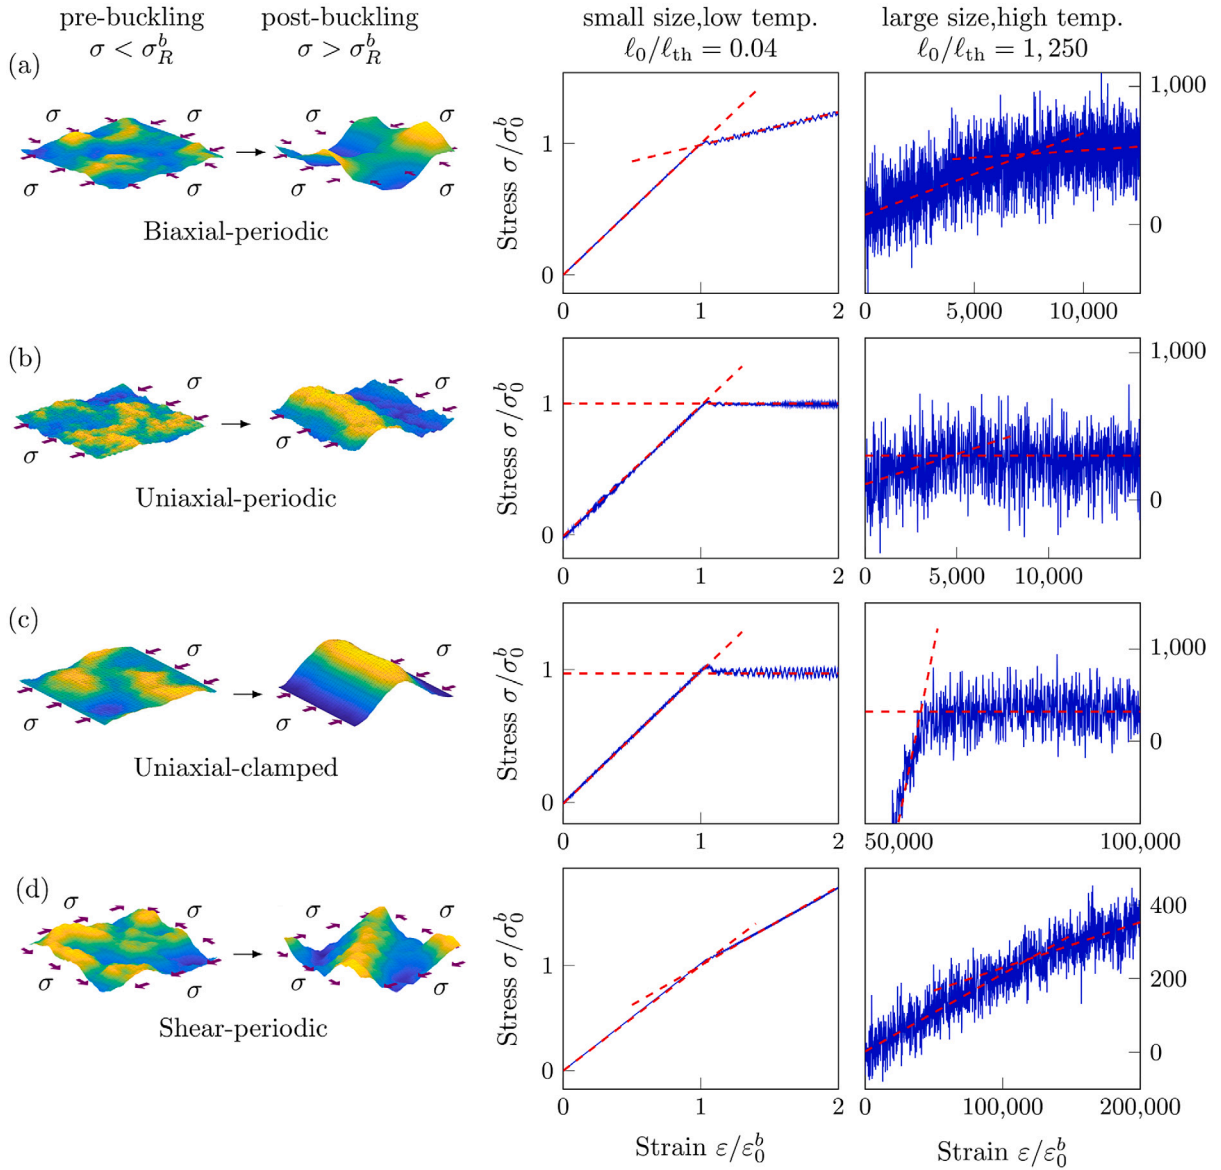 pre-buckling post-buckling small size,low temp. large size,high temp.
σ < σ_R^b σ > σ_R^b ℓ₀/ℓ_th = 0.04 ℓ₀/ℓ_th = 1, 250
(a)
σ σ σ σ
σ σ σ σ
Biaxial-periodic
Stress σ/σ_0^b
1
0
0 1 2
1,000
0
0 5,000 10,000
(b)
σ σ
σ σ
Uniaxial-periodic
Stress σ/σ_0^b
1
0
0 1 2
1,000
0
0 5,000 10,000
(c)
σ σ
σ σ
Uniaxial-clamped
Stress σ/σ_0^b
1
0
0 1 2
1,000
0
50,000 100,000
(d)
σ σ σ σ
σ σ σ σ
Shear-periodic
Stress σ/σ_0^b
1
0
0 1 2
400
200
0
0 100,000 200,000
Strain ε/ε_0^b Strain ε/ε_0^b